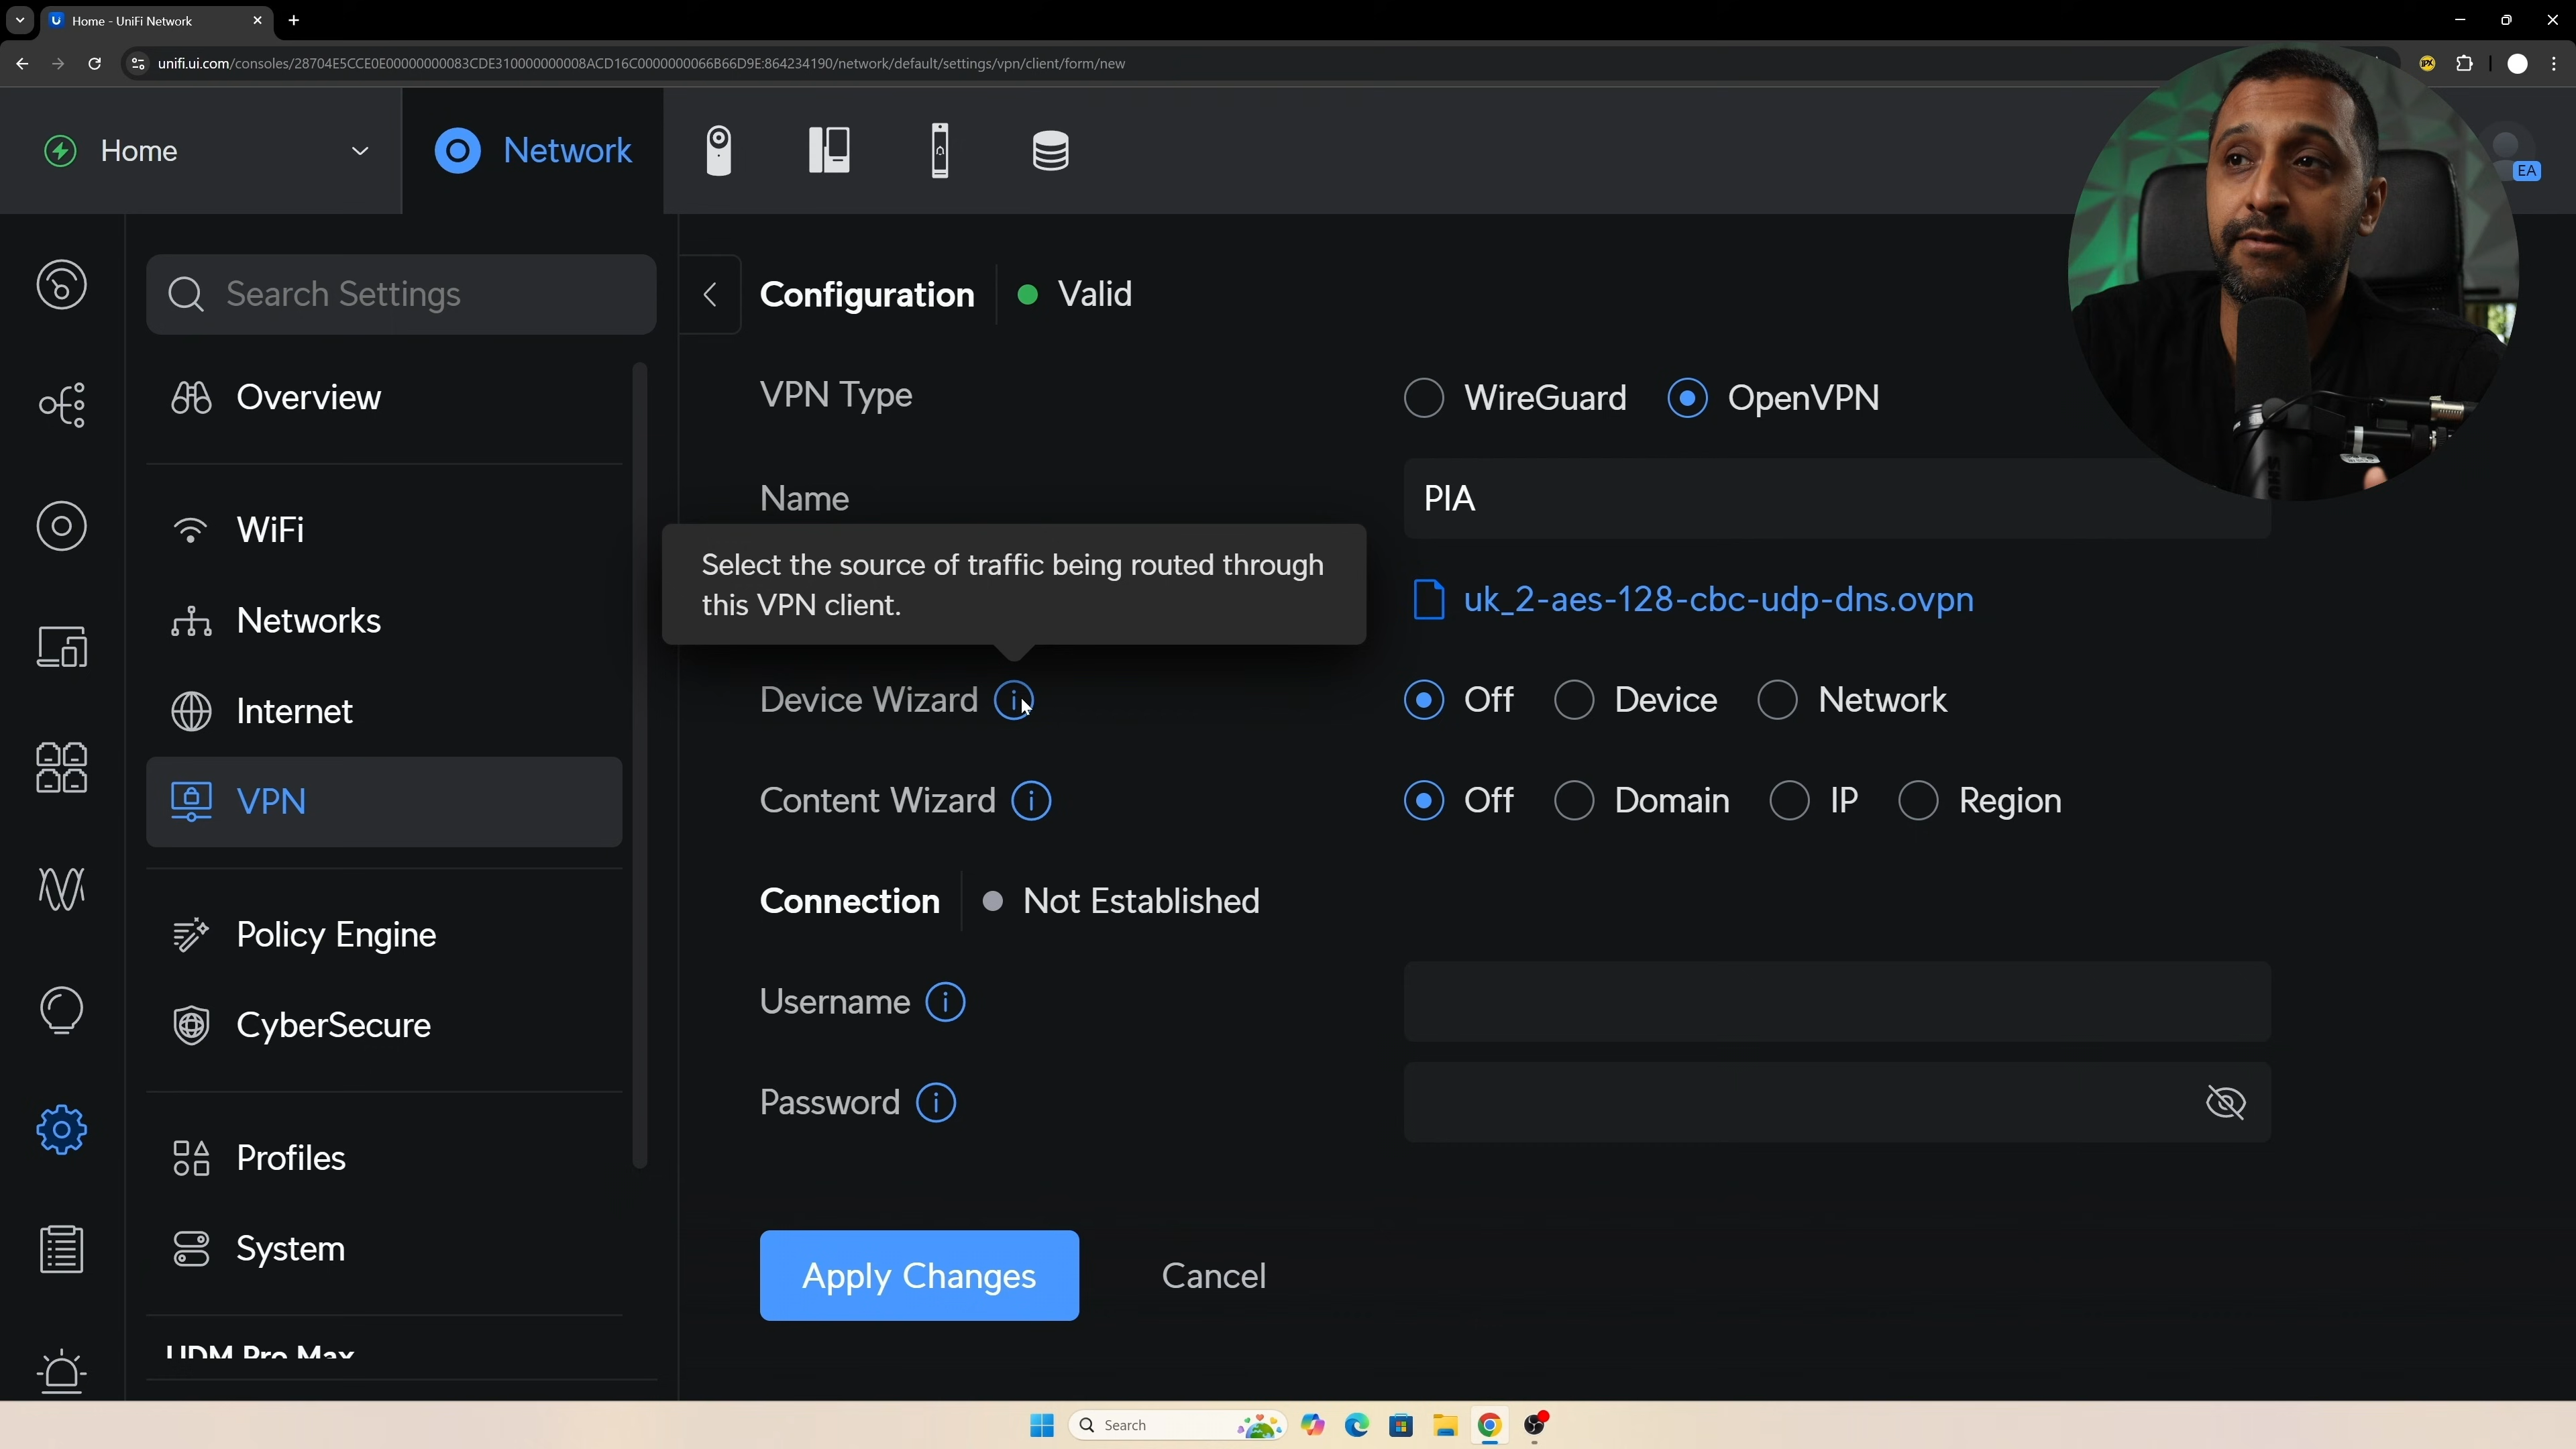 Home - UniFi Network
unifi.ui.com/consoles/28704E5CCE0E00000000083CDE310000000008ACD16C0000000066B66D9E:864234190/network/default/settings/vpn/client/form/new
Home
Network
EA
Search Settings
Configuration
Valid
Overview
VPN Type
WireGuard
OpenVPN
Name
PIA
WiFi
Select the source of traffic being routed through
this VPN client.
uk_2-aes-128-cbc-udp-dns.ovpn
Networks
Internet
Device Wizard
Off
Device
Network
VPN
Content Wizard
Off
Domain
IP
Region
Connection
Not Established
Policy Engine
CyberSecure
Username
Password
Profiles
System
Apply Changes
Cancel
UDM Pro Max
Search